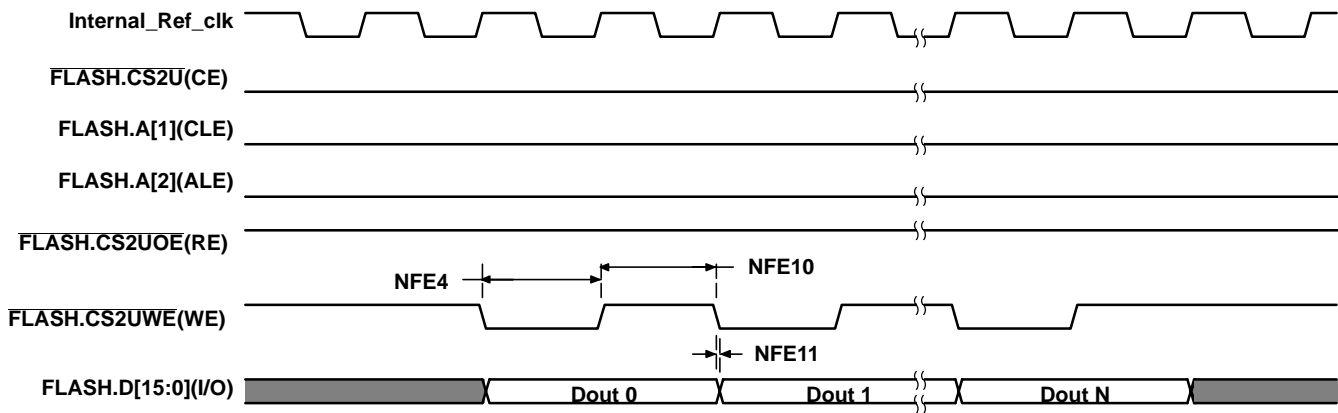 Internal_Ref_clk
FLASH.CS2U(CE)
FLASH.A[1](CLE)
FLASH.A[2](ALE)
FLASH.CS2UOE(RE)
NFE4
NFE10
FLASH.CS2UWE(WE)
NFE11
FLASH.D[15:0](I/O)
Dout 0
Dout 1
Dout N